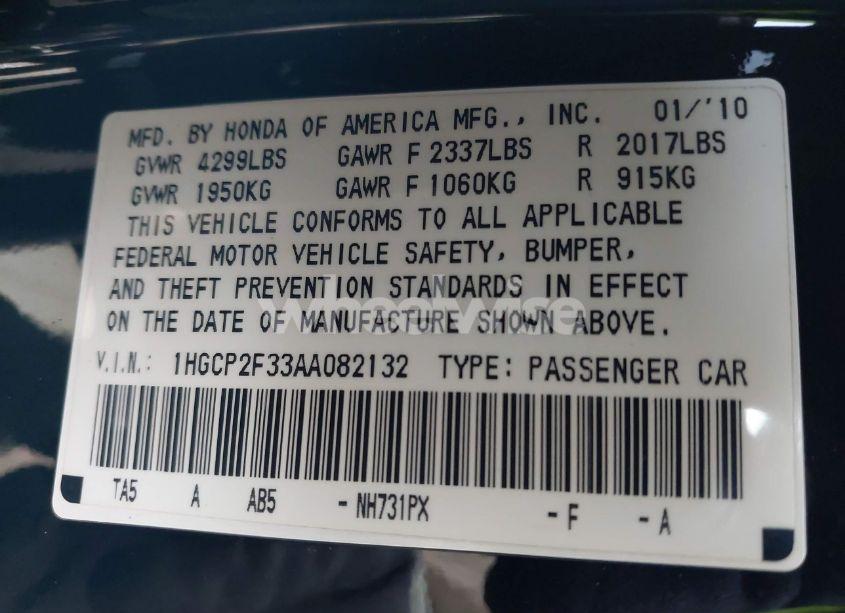 MFD. BY HONDA OF AMERICA MFG., INC. 01/'10
GVWR 4299LBS GAWR F 2337LBS R 2017LBS
GVWR 1950KG GAWR F 1060KG R 915KG
THIS VEHICLE CONFORMS TO ALL APPLICABLE
FEDERAL MOTOR VEHICLE SAFETY, BUMPER,
AND THEFT PREVENTION STANDARDS IN EFFECT
ON THE DATE OF MANUFACTURE SHOWN ABOVE.
wheelwise
V.I.N.: 1HGCP2F33AA082132 TYPE: PASSENGER CAR
TA5 A AB5 - NH731PX - F - A